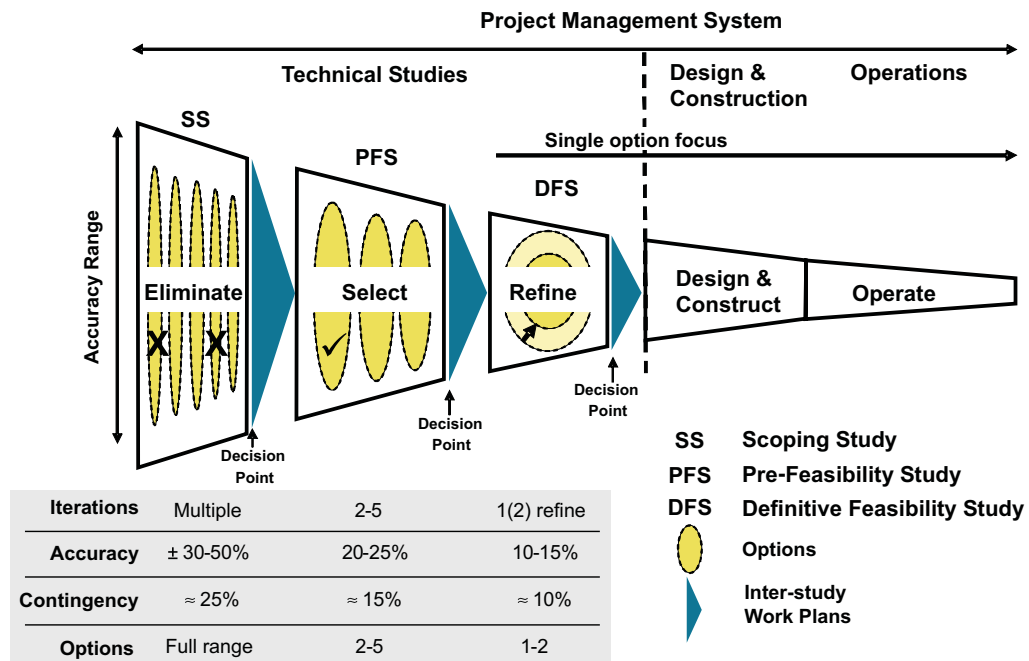 Project Management System
Technical Studies
Design &
Construction
Operations
Single option focus
SS
PFS
DFS
Accuracy Range
Eliminate
X
X
Select
Refine
Design &
Construct
Operate
Decision
Point
Decision
Point
Decision
Point
SS Scoping Study
PFS Pre-Feasibility Study
DFS Definitive Feasibility Study
Options
Inter-study
Work Plans
Iterations Multiple 2-5 1(2) refine
Accuracy ± 30-50% 20-25% 10-15%
Contingency ≈ 25% ≈ 15% ≈ 10%
Options Full range 2-5 1-2